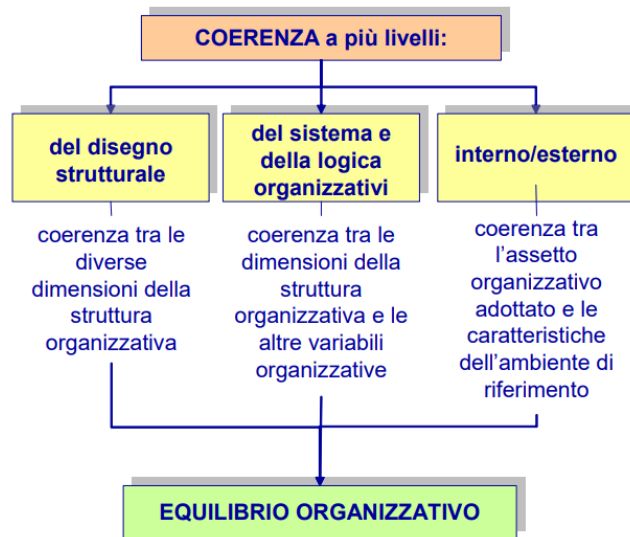 COERENZA a più livelli:
del disegno
strutturale
del sistema e
della logica
organizzativi
interno/esterno
coerenza tra le
diverse
dimensioni della
struttura
organizzativa
coerenza tra le
dimensioni della
struttura
organizzativa e le
altre variabili
organizzative
coerenza tra
l'assetto
organizzativo
adottato e le
caratteristiche
dell'ambiente di
riferimento
EQUILIBRIO ORGANIZZATIVO